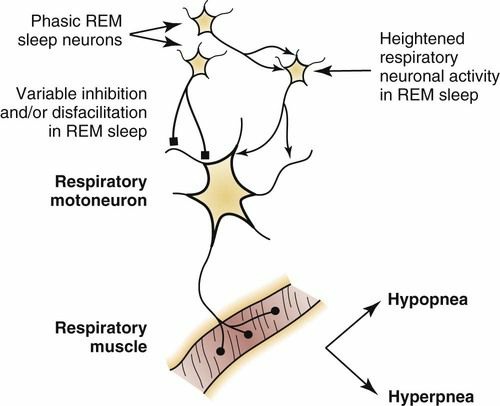 Phasic REM
sleep neurons
Heightened
respiratory
neuronal activity
in REM sleep
Variable inhibition
and/or disfacilitation
in REM sleep
Respiratory
motoneuron
Respiratory
muscle
Hypopnea
Hyperpnea